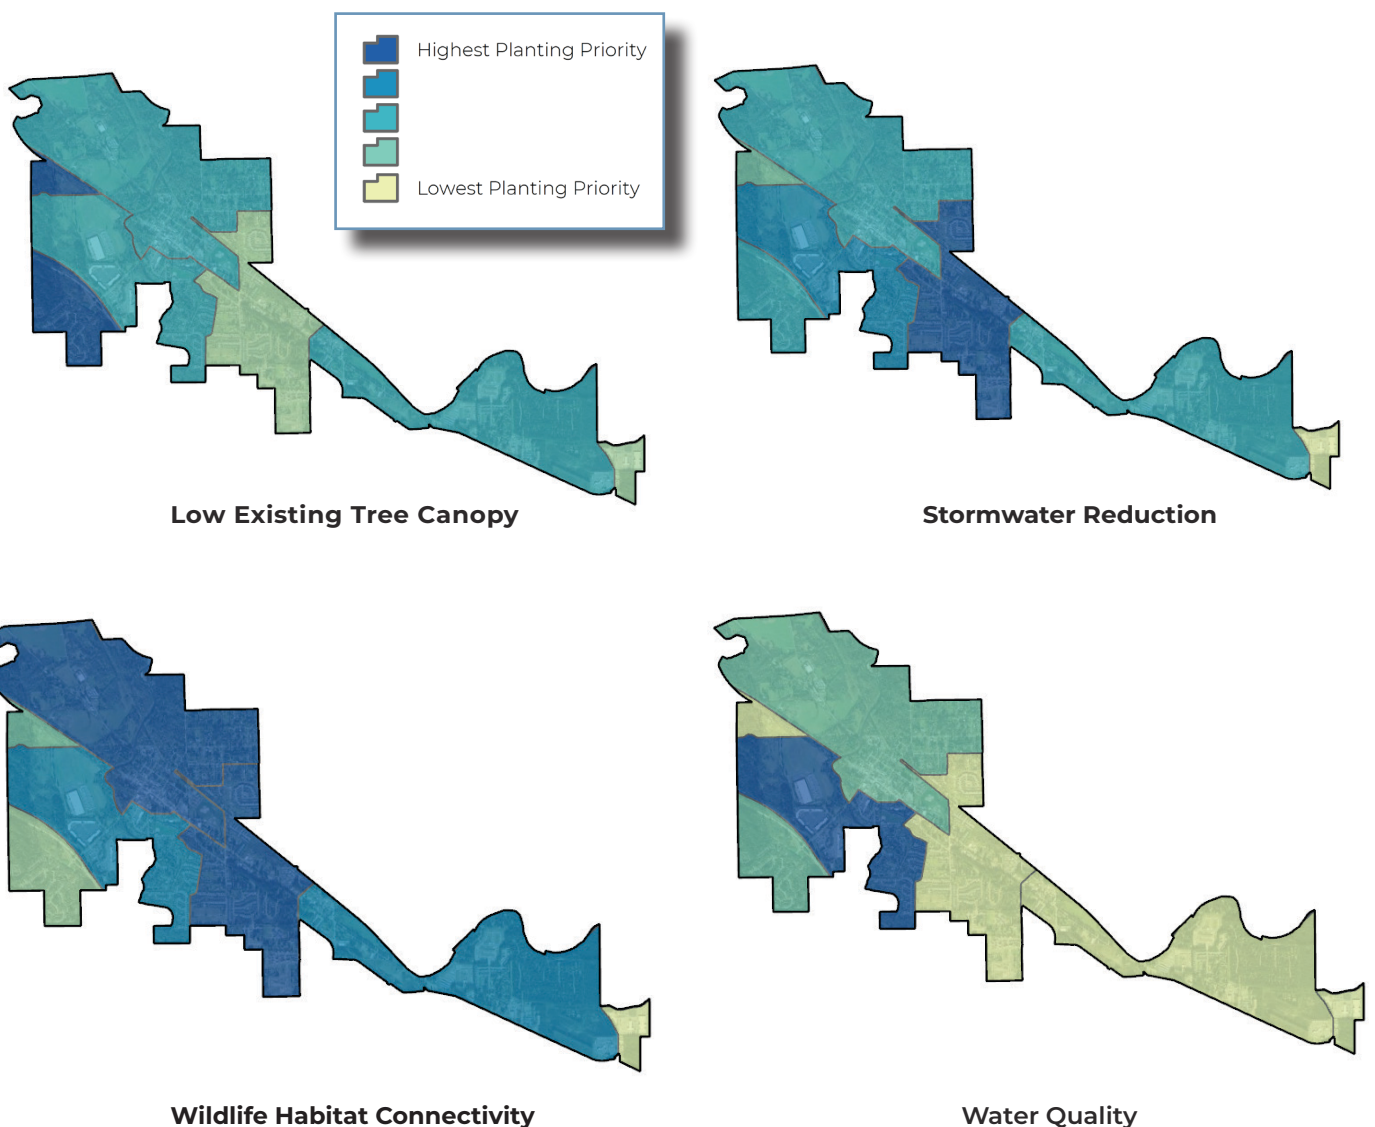 Highest Planting Priority
Lowest Planting Priority
Low Existing Tree Canopy
Stormwater Reduction
Wildlife Habitat Connectivity
Water Quality